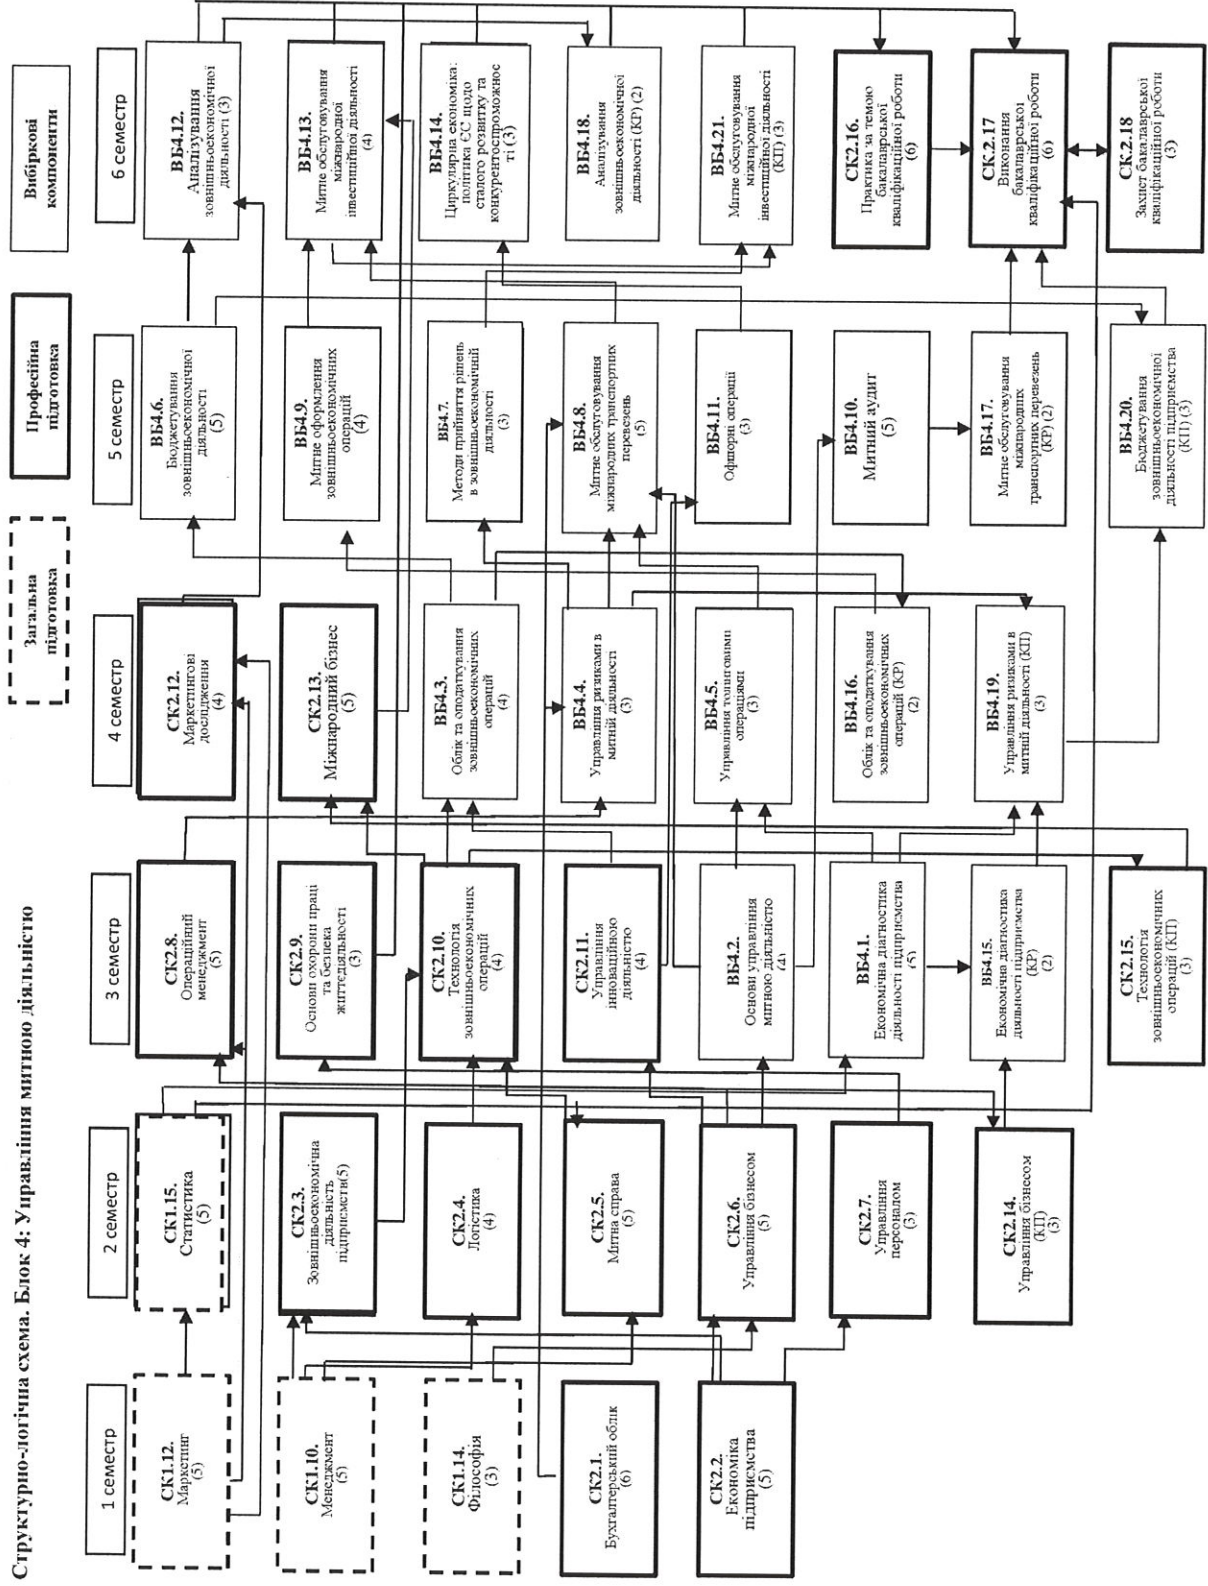 Структурно-логічна схема. Блок 4: Управління митною діяльністю
Загальна
підготовка
Професійна
підготовка
Вибіркові
компоненти
1 семестр
СК1.12.
Маркетинг
(5)
СК1.10.
Менеджмент
(5)
СК1.14.
Філософія
(3)
СК2.1.
Бухгалтерський облік
(6)
СК2.2.
Економіка
підприємства
(5)
2 семестр
СК1.15.
Статистика
(5)
СК2.3.
Зовнішньоекономічна
діяльність
підприємств(5)
СК2.4.
Логістика
(4)
СК2.5.
Митна справа
(5)
СК2.6.
Управління бізнесом
(5)
СК2.7.
Управління
персоналом
(3)
СК2.14.
Управління бізнесом
(КП)
(3)
3 семестр
СК2.8.
Операційний
менеджмент
(5)
СК2.9.
Основи охорони праці
та безпека
життєдіяльності
(3)
СК2.10.
Технологія
зовнішньоекономічних
операцій
(4)
СК2.11.
Управління
інноваційною
діяльністю
(4)
ВБ4.2.
Основи управління
митною діяльністю
(4)
ВБ4.1.
Економічна діагностика
діяльності підприємства
(5)
ВБ4.15.
Економічна діагностика
діяльності підприємства
(КР)
(2)
СК2.15.
Технологія
зовнішньоекономічних
операцій (КП)
(3)
4 семестр
СК2.12.
Маркетингові
дослідження
(4)
СК2.13.
Міжнародний бізнес
(5)
ВБ4.3.
Облік та оподаткування
зовнішньоекономічних
операцій
(4)
ВБ4.4.
Управління ризиками в
митній діяльності
(3)
ВБ4.5.
Управління толінговими
операціями
(3)
ВБ4.16.
Облік та оподаткування
зовнішньоекономічних
операцій (КР)
(2)
ВБ4.19.
Управління ризиками в
митній діяльності (КП)
(3)
5 семестр
ВБ4.6.
Бюджетування
зовнішньоекономічної
діяльності
(5)
ВБ4.9.
Митне оформлення
зовнішньоекономічних
операцій
(4)
ВБ4.7.
Методи прийняття рішень
в зовнішньоекономічній
діяльності
(3)
ВБ4.8.
Митне обслуговування
міжнародних транспортних
перевезень
(5)
ВБ4.11.
Офшорні операції
(3)
ВБ4.10.
Митний аудит
(5)
ВБ4.17.
Митне обслуговування
міжнародних
транспортних перевезень
(КР) (2)
ВБ4.20.
Бюджетування
зовнішньоекономічної
діяльності підприємства
(КП) (3)
6 семестр
ВБ4.12.
Аналізування
зовнішньоекономічної
діяльності (3)
ВБ4.13.
Митне обслуговування
міжнародної
інвестиційної діяльності
(4)
ВБ4.14.
Циркулярна економіка:
політика ЄС щодо
сталого розвитку та
конкурентоспроможнос
ті (3)
ВБ4.18.
Аналізування
зовнішньоекономічної
діяльності (КР) (2)
ВБ4.21.
Митне обслуговування
міжнародної
інвестиційної діяльності
(КП) (3)
СК2.16.
Практика за темою
бакалаврської
кваліфікаційної роботи
(6)
СК.2.17
Виконання
бакалаврської
кваліфікаційної роботи
(6)
СК.2.18
Захист бакалаврської
кваліфікаційної роботи
(3)